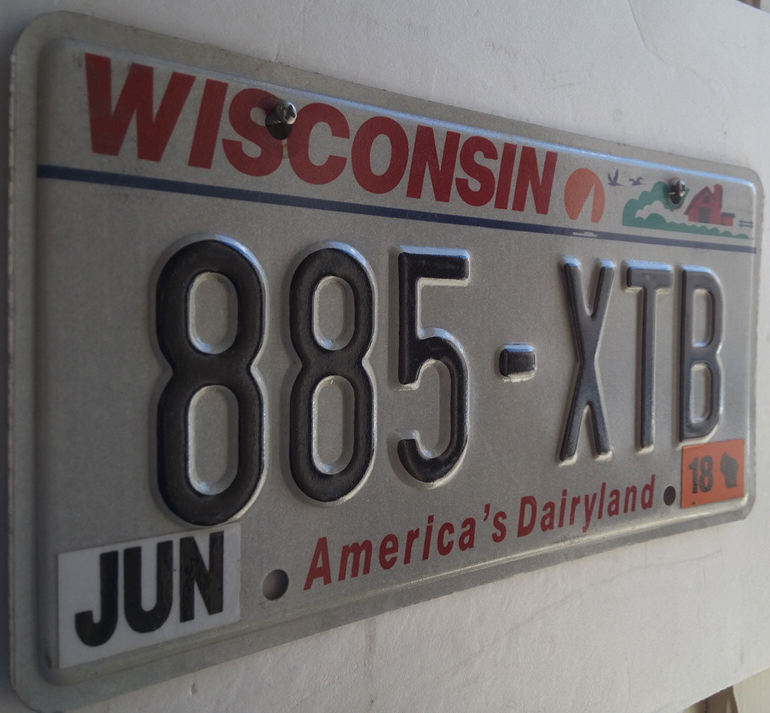 WISCONSIN
885-XTB
America's Dairyland
JUN
18